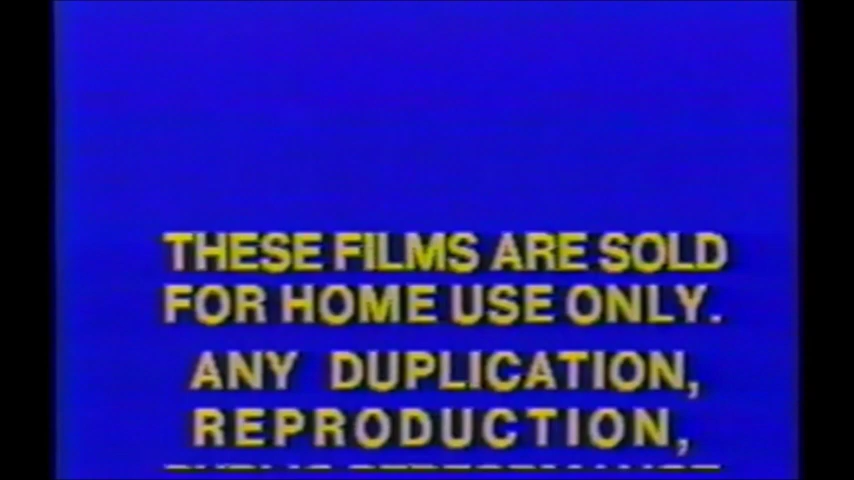 THESE FILMS ARE SOLD
FOR HOME USE ONLY.
ANY DUPLICATION,
REPRODUCTION,